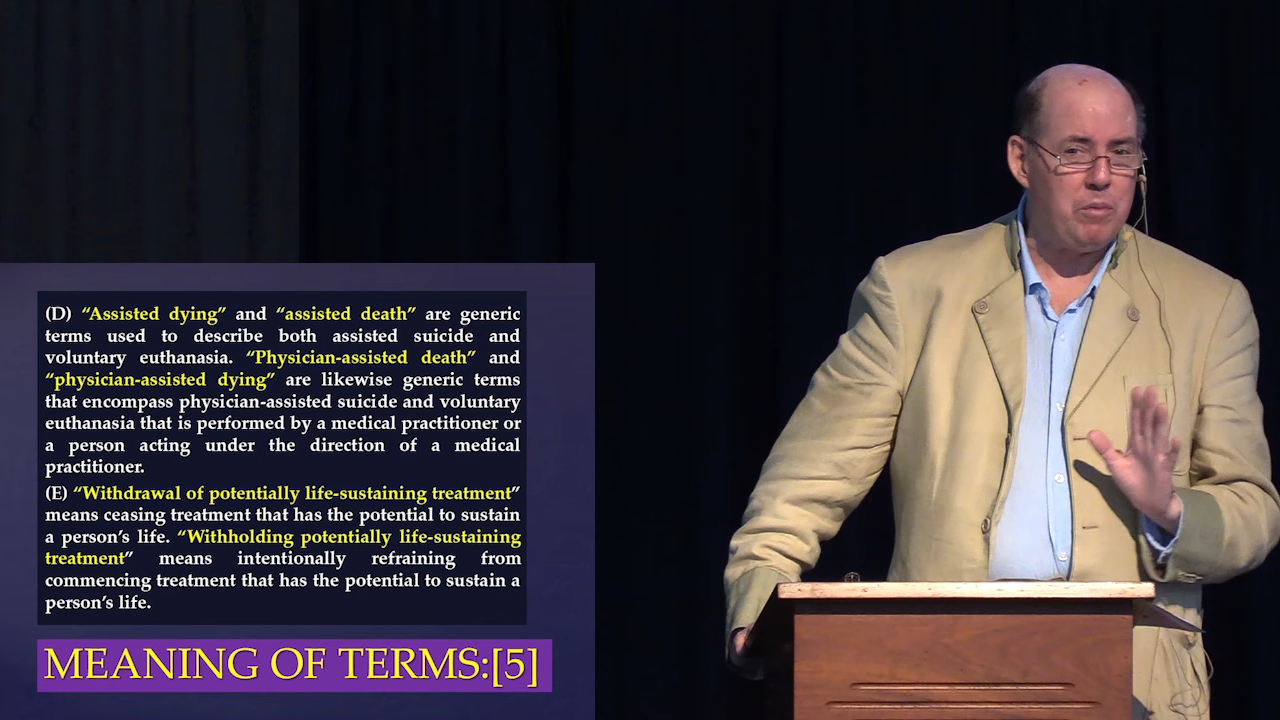 (D) “Assisted dying” and “assisted death” are generic
terms used to describe both assisted suicide and
voluntary euthanasia. “Physician-assisted death” and
“physician-assisted dying” are likewise generic terms
that encompass physician-assisted suicide and voluntary
euthanasia that is performed by a medical practitioner or
a person acting under the direction of a medical
practitioner.
(E) “Withdrawal of potentially life-sustaining treatment”
means ceasing treatment that has the potential to sustain
a person’s life. “Withholding potentially life-sustaining
treatment” means intentionally refraining from
commencing treatment that has the potential to sustain a
person’s life.
MEANING OF TERMS:[5]